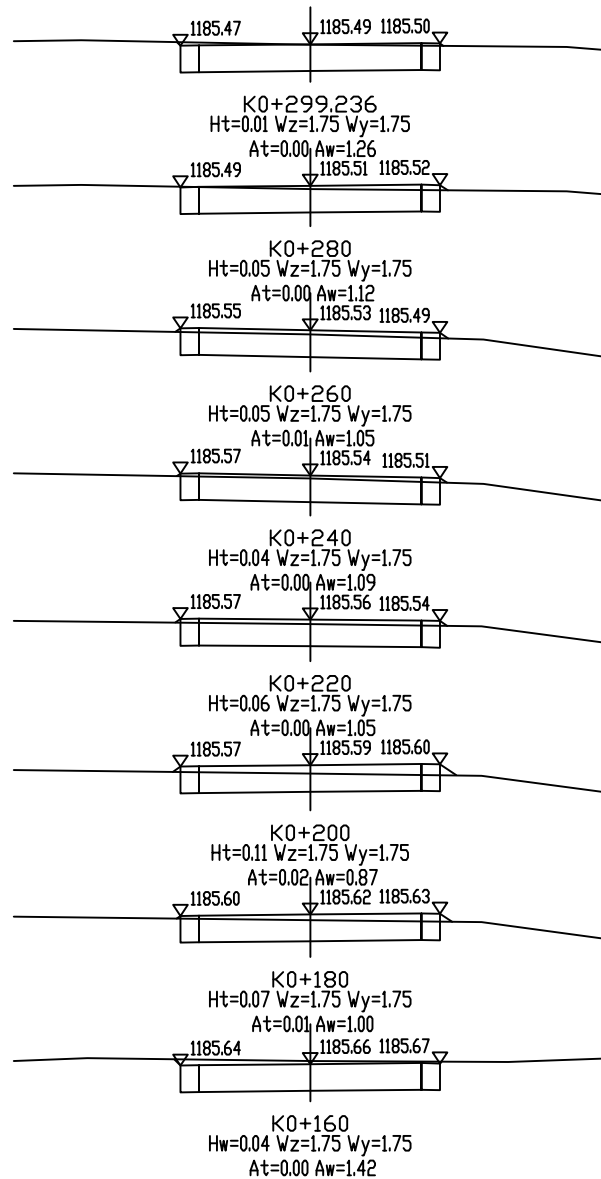 1185.47 1185.49 1185.50
K0+299.236
Ht=0.01 Wz=1.75 Wy=1.75
At=0.00 Aw=1.26
1185.49 1185.51 1185.52
K0+280
Ht=0.05 Wz=1.75 Wy=1.75
At=0.00 Aw=1.12
1185.55 1185.53 1185.49
K0+260
Ht=0.05 Wz=1.75 Wy=1.75
At=0.01 Aw=1.05
1185.57 1185.54 1185.51
K0+240
Ht=0.04 Wz=1.75 Wy=1.75
At=0.00 Aw=1.09
1185.57 1185.56 1185.54
K0+220
Ht=0.06 Wz=1.75 Wy=1.75
At=0.00 Aw=1.05
1185.57 1185.59 1185.60
K0+200
Ht=0.11 Wz=1.75 Wy=1.75
At=0.02 Aw=0.87
1185.60 1185.62 1185.63
K0+180
Ht=0.07 Wz=1.75 Wy=1.75
At=0.01 Aw=1.00
1185.64 1185.66 1185.67
K0+160
Hw=0.04 Wz=1.75 Wy=1.75
At=0.00 Aw=1.42